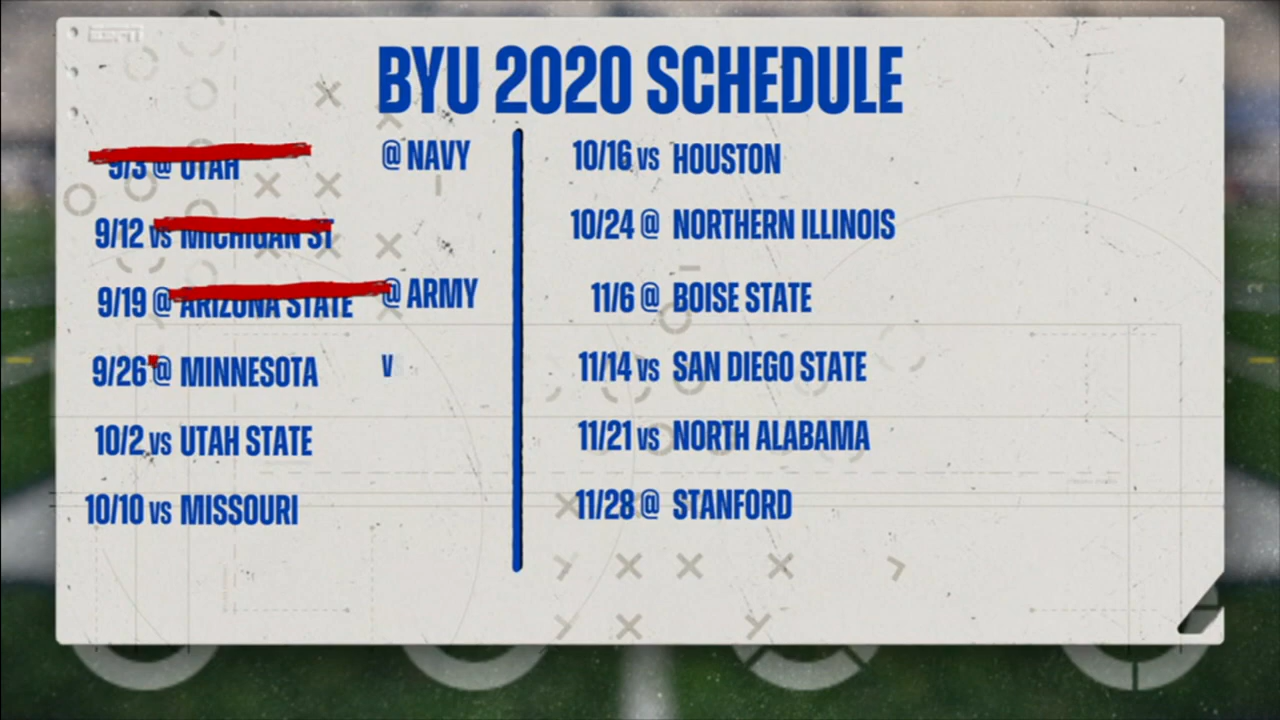 ESPN
BYU 2020 SCHEDULE
9/3 @ UTAH @ NAVY
9/12 VS MICHIGAN ST
9/19 @ ARIZONA STATE @ ARMY
9/26 @ MINNESOTA V
10/2 VS UTAH STATE
10/10 VS MISSOURI
10/16 VS HOUSTON
10/24 @ NORTHERN ILLINOIS
11/6 @ BOISE STATE
11/14 VS SAN DIEGO STATE
11/21 VS NORTH ALABAMA
11/28 @ STANFORD